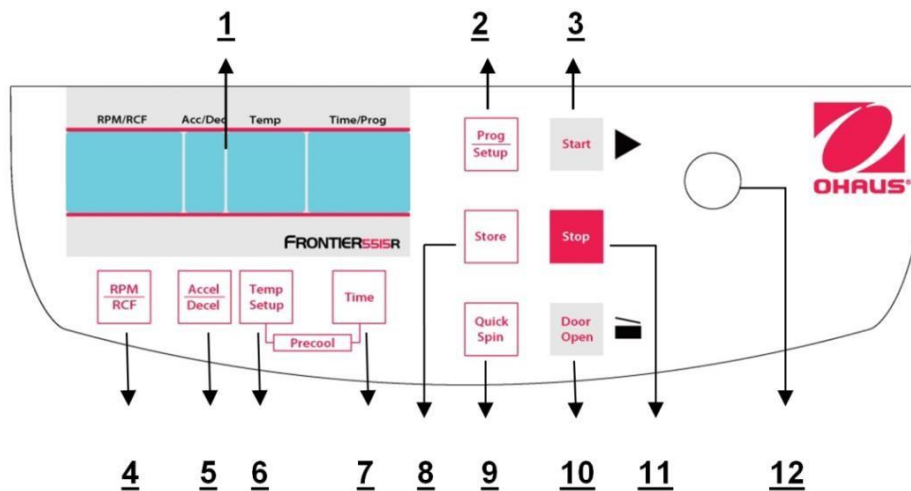 1 2 3
RPM/RCF Acc/Dec Temp Time/Prog
FRONTIER5515R
Prog
Setup
Start
OHAUS®
Store
Stop
RPM
RCF
Accel
Decel
Temp
Setup
Time
Precool
Quick
Spin
Door
Open
4 5 6 7 8 9 10 11 12